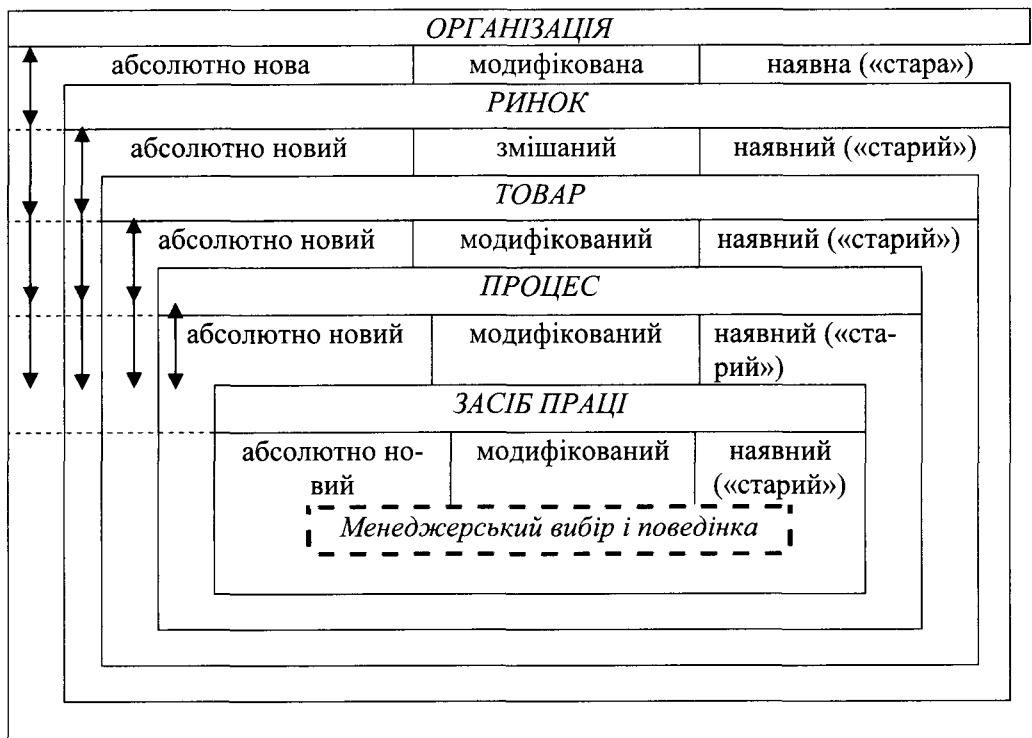 ОРГАНІЗАЦІЯ
абсолютно нова модифікована наявна («стара»)
РИНОК
абсолютно новий змішаний наявний («старий»)
ТОВАР
абсолютно новий модифікований наявний («старий»)
ПРОЦЕС
абсолютно новий модифікований наявний («ста-
рий»)
ЗАСІБ ПРАЦІ
абсолютно но- модифікований наявний
вий («старий»)
Менеджерський вибір і поведінка